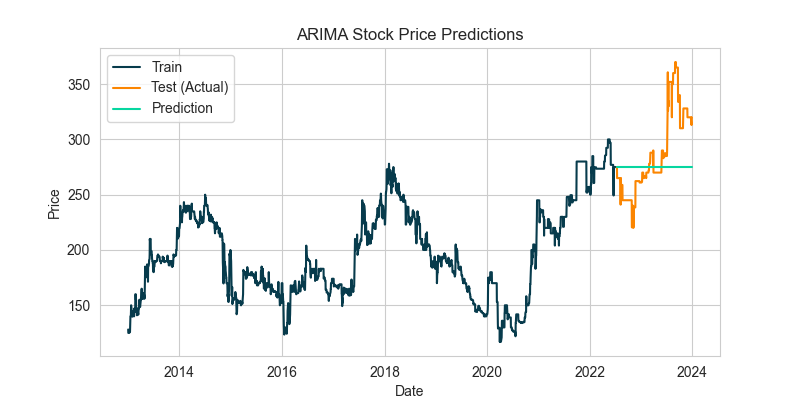 ARIMA Stock Price Predictions
Train
Test (Actual)
Prediction
350
300
250
200
150
Price
2014
2016
2018
2020
2022
2024
Date